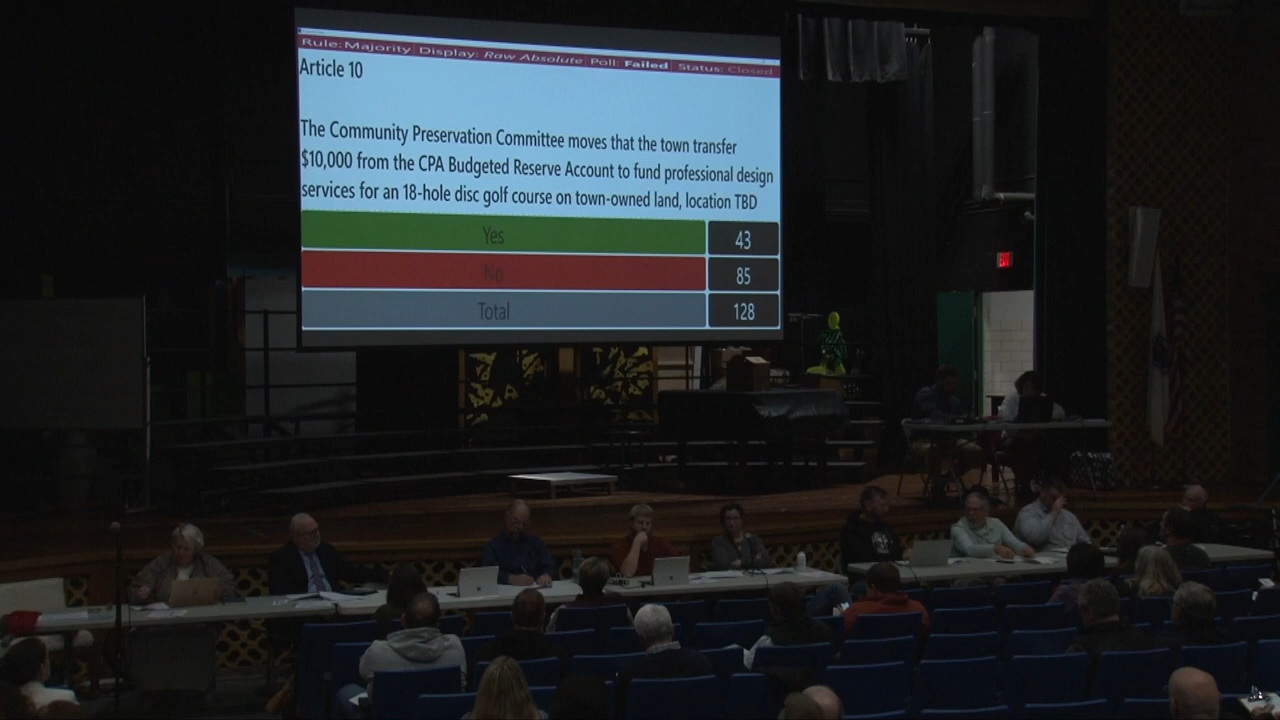 Rule: Majority Display: Raw Absolute Poll: Failed Status: Closed
Article 10
The Community Preservation Committee moves that the town transfer
$10,000 from the CPA Budgeted Reserve Account to fund professional design
services for an 18-hole disc golf course on town-owned land, location TBD
Yes 43
No 85
Total 128